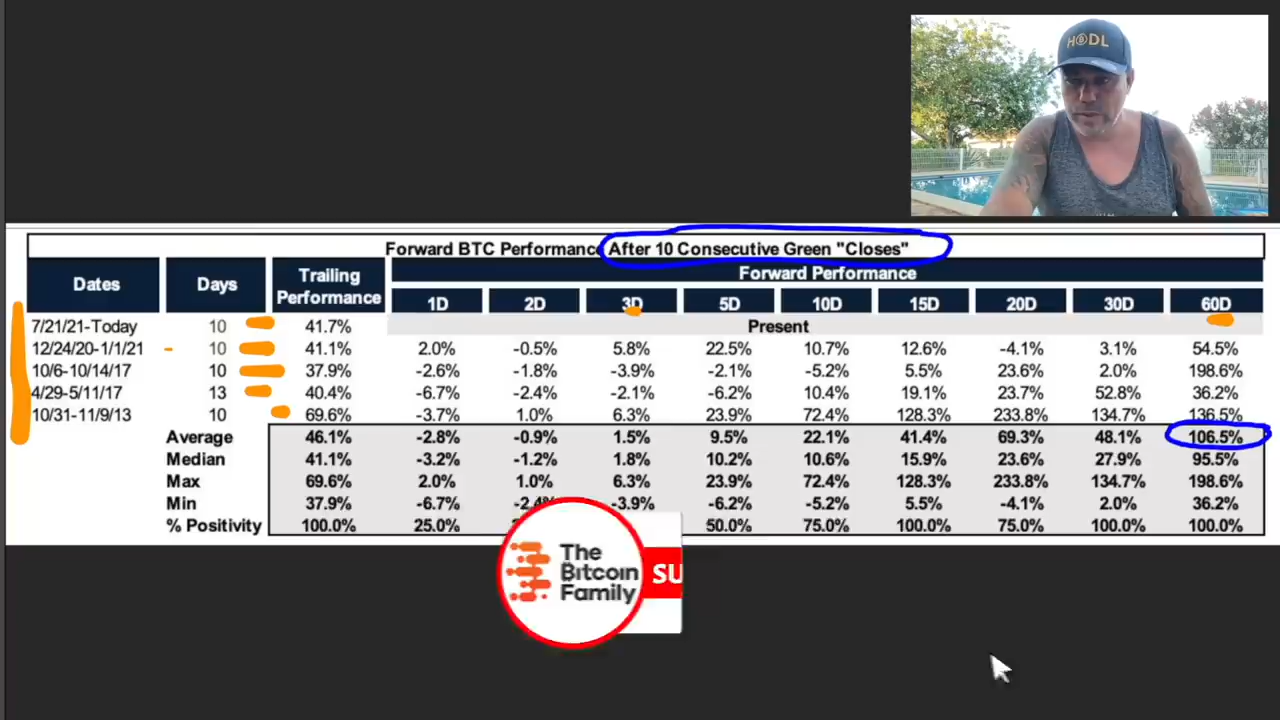 HODL
Forward BTC Performance After 10 Consecutive Green "Closes"
Dates Days Trailing Performance Forward Performance
1D 2D 3D 5D 10D 15D 20D 30D 60D
7/21/21-Today 10 41.7% Present
12/24/20-1/1/21 10 41.1% 2.0% -0.5% 5.8% 22.5% 10.7% 12.6% -4.1% 3.1% 54.5%
10/6-10/14/17 10 37.9% -2.6% -1.8% -3.9% -2.1% -5.2% 5.5% 23.6% 2.0% 198.6%
4/29-5/11/17 13 40.4% -6.7% -2.4% -2.1% -6.2% 10.4% 19.1% 23.7% 52.8% 36.2%
10/31-11/9/13 10 69.6% -3.7% 1.0% 6.3% 23.9% 72.4% 128.3% 233.8% 134.7% 136.5%
Average 46.1% -2.8% -0.9% 1.5% 9.5% 22.1% 41.4% 69.3% 48.1% 106.5%
Median 41.1% -3.2% -1.2% 1.8% 10.2% 10.6% 15.9% 23.6% 27.9% 95.5%
Max 69.6% 2.0% 1.0% 6.3% 23.9% 72.4% 128.3% 233.8% 134.7% 198.6%
Min 37.9% -6.7% -2.4% -3.9% -6.2% -5.2% 5.5% -4.1% 2.0% 36.2%
% Positivity 100.0% 25.0% 50.0% 75.0% 100.0% 75.0% 100.0% 100.0%
The
Bitcoin
Family
SU